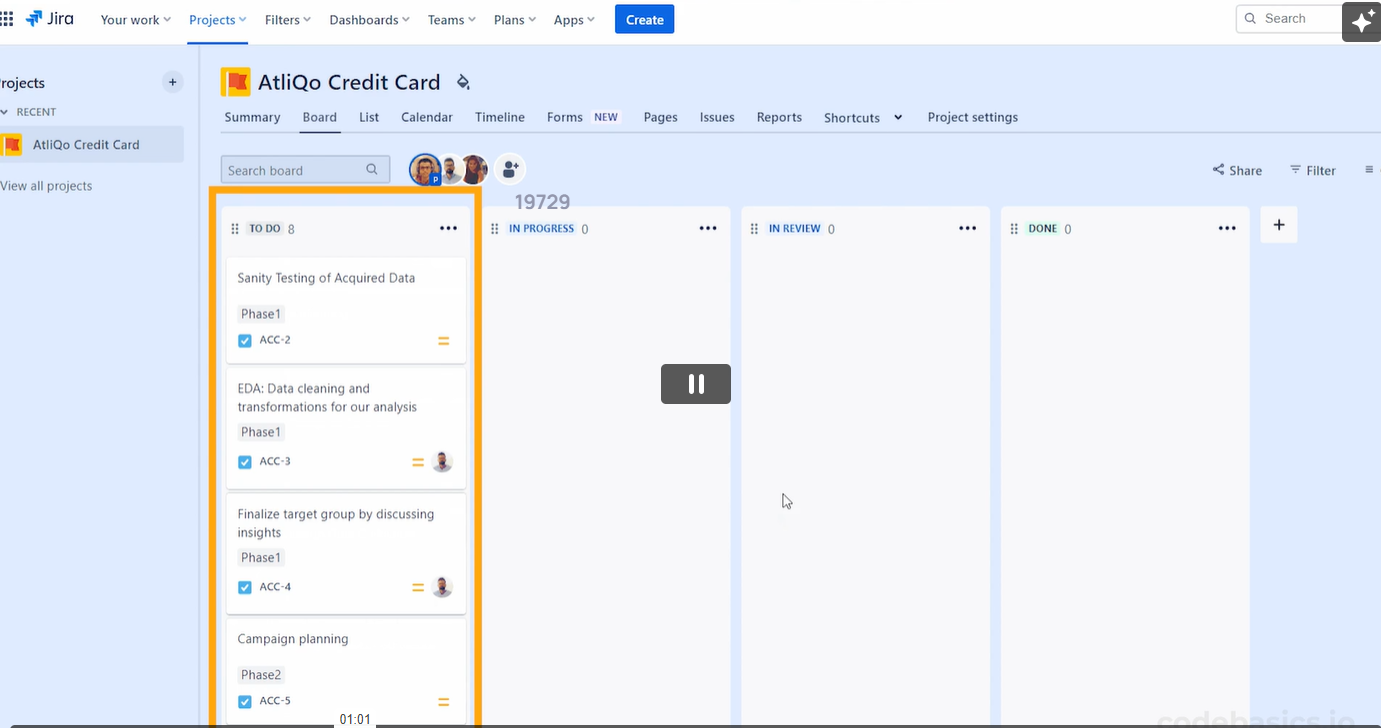 Jira
Your work
Projects
Filters
Dashboards
Teams
Plans
Apps
Create
Search
rojects
+
RECENT
AtliQo Credit Card
View all projects
AtliQo Credit Card
Summary
Board
List
Calendar
Timeline
Forms NEW
Pages
Issues
Reports
Shortcuts
Project settings
Search board
P
Share
Filter
19729
TO DO 8
IN PROGRESS 0
IN REVIEW 0
DONE 0
+
Sanity Testing of Acquired Data
Phase1
ACC-2
EDA: Data cleaning and
transformations for our analysis
Phase1
ACC-3
Finalize target group by discussing
insights
Phase1
ACC-4
Campaign planning
Phase2
ACC-5
01:01
codebasics.io